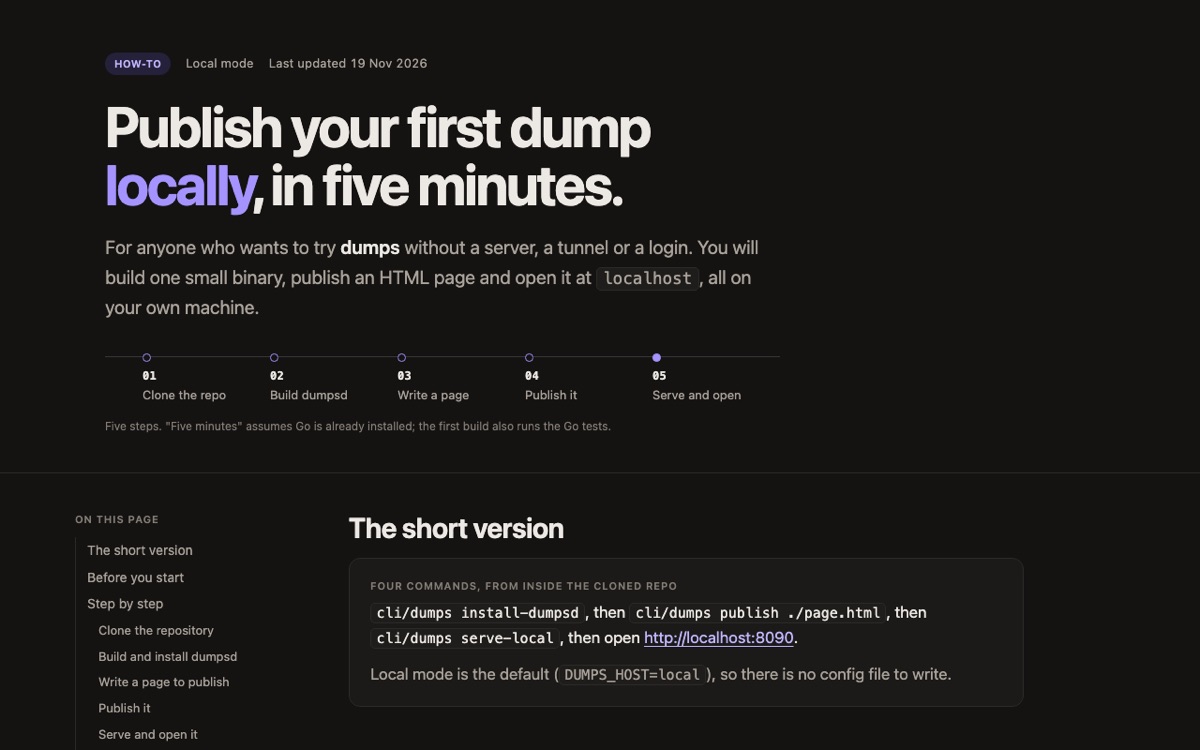 HOW-TO Local mode Last updated 19 Nov 2026
Publish your first dump
locally, in five minutes.
For anyone who wants to try dumps without a server, a tunnel or a login. You will
build one small binary, publish an HTML page and open it at localhost, all on
your own machine.
01 02 03 04 05
Clone the repo Build dumpsd Write a page Publish it Serve and open
Five steps. "Five minutes" assumes Go is already installed; the first build also runs the Go tests.
ON THIS PAGE
The short version
Before you start
Step by step
Clone the repository
Build and install dumpsd
Write a page to publish
Publish it
Serve and open it
The short version
FOUR COMMANDS, FROM INSIDE THE CLONED REPO
cli/dumps install-dumpsd, then cli/dumps publish ./page.html, then
cli/dumps serve-local, then open http://localhost:8090.
Local mode is the default (DUMPS_HOST=local), so there is no config file to write.